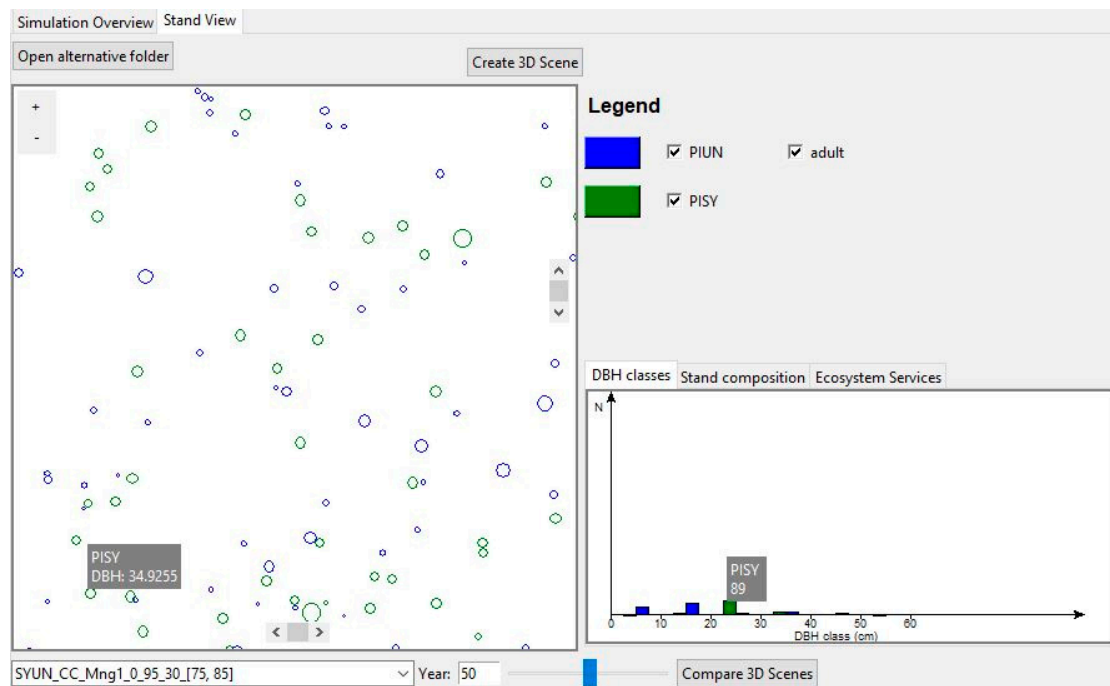 Simulation Overview Stand View
Open alternative folder
Create 3D Scene
+
-
Legend
PIUN adult
PISY
DBH classes Stand composition Ecosystem Services
N
PISY
DBH: 34.9255
PISY
89
0 10 20 30 40 50 60
DBH class (cm)
SYUN_CC_Mng1_0_95_30_[75, 85] Year: 50 Compare 3D Scenes